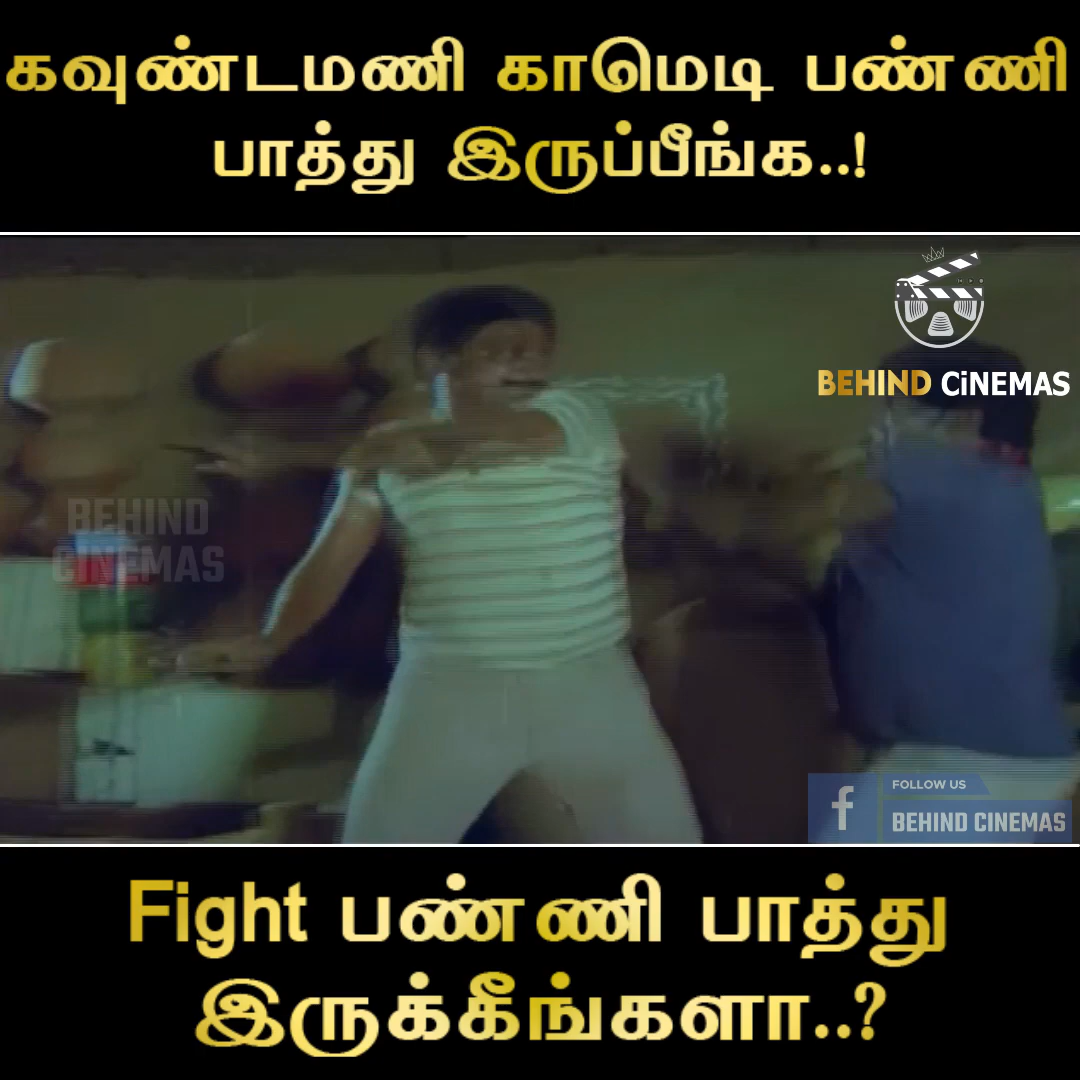 கவுண்டமணி காமெடி பண்ணி
பாத்து இருப்பீங்க..!
BEHIND CiNEMAS
BEHIND
CINEMAS
FOLLOW US
f
BEHIND CINEMAS
Fight பண்ணி பாத்து
இருக்கீங்களா..?